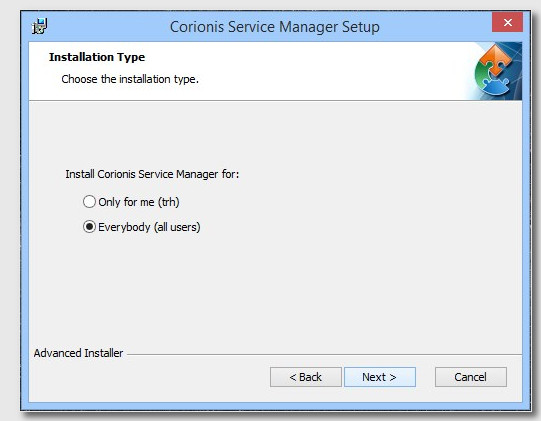 Corionis Service Manager Setup
Installation Type
Choose the installation type.
Install Corionis Service Manager for:
Only for me (trh)
Everybody (all users)
Advanced Installer
< Back
Next >
Cancel